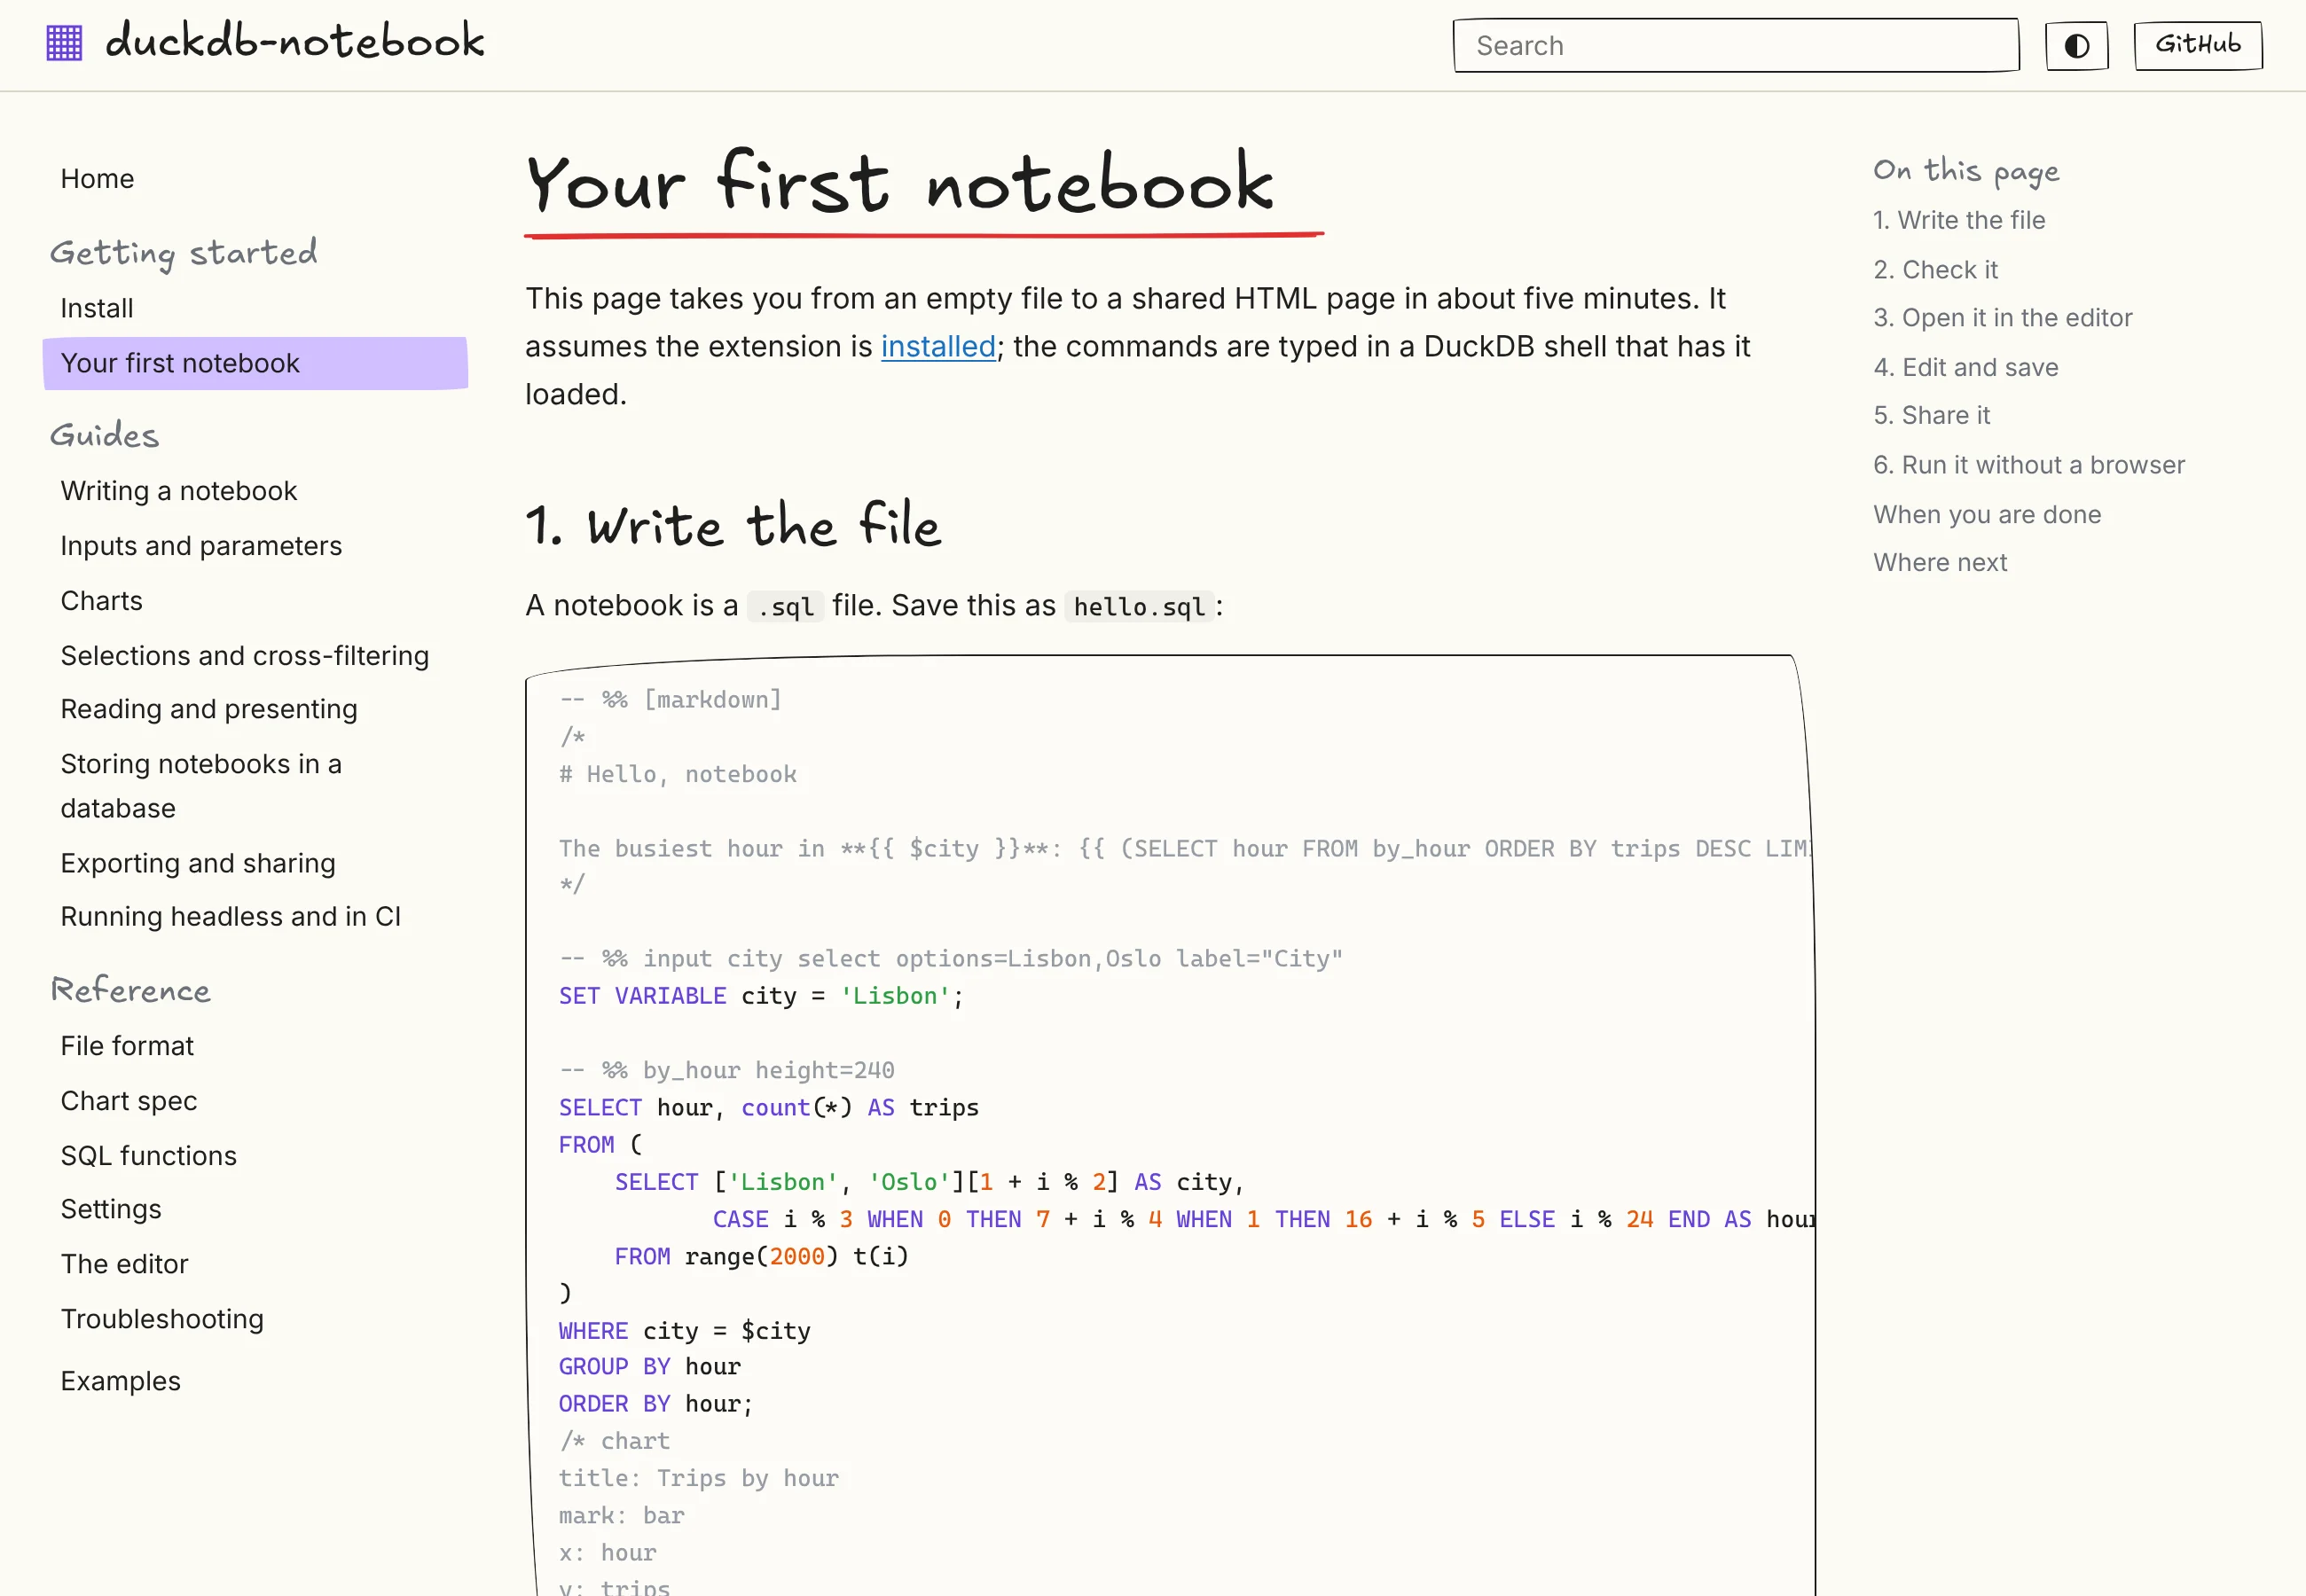 duckdb-notebook
Search
GitHub
Home
Getting started
Install
Your first notebook
Guides
Writing a notebook
Inputs and parameters
Charts
Selections and cross-filtering
Reading and presenting
Storing notebooks in a
database
Exporting and sharing
Running headless and in CI
Reference
File format
Chart spec
SQL functions
Settings
The editor
Troubleshooting
Examples
Your first notebook
This page takes you from an empty file to a shared HTML page in about five minutes. It
assumes the extension is installed; the commands are typed in a DuckDB shell that has it
loaded.
1. Write the file
A notebook is a .sql file. Save this as hello.sql:
-- %% [markdown]
/*
# Hello, notebook
The busiest hour in **{{ $city }}**: {{ (SELECT hour FROM by_hour ORDER BY trips DESC LIM
*/
-- %% input city select options=Lisbon,Oslo label="City"
SET VARIABLE city = 'Lisbon';
-- %% by_hour height=240
SELECT hour, count(*) AS trips
FROM (
    SELECT ['Lisbon', 'Oslo'][1 + i % 2] AS city,
           CASE i % 3 WHEN 0 THEN 7 + i % 4 WHEN 1 THEN 16 + i % 5 ELSE i % 24 END AS hour
    FROM range(2000) t(i)
)
WHERE city = $city
GROUP BY hour
ORDER BY hour;
/* chart
title: Trips by hour
mark: bar
x: hour
y: trips
On this page
1. Write the file
2. Check it
3. Open it in the editor
4. Edit and save
5. Share it
6. Run it without a browser
When you are done
Where next